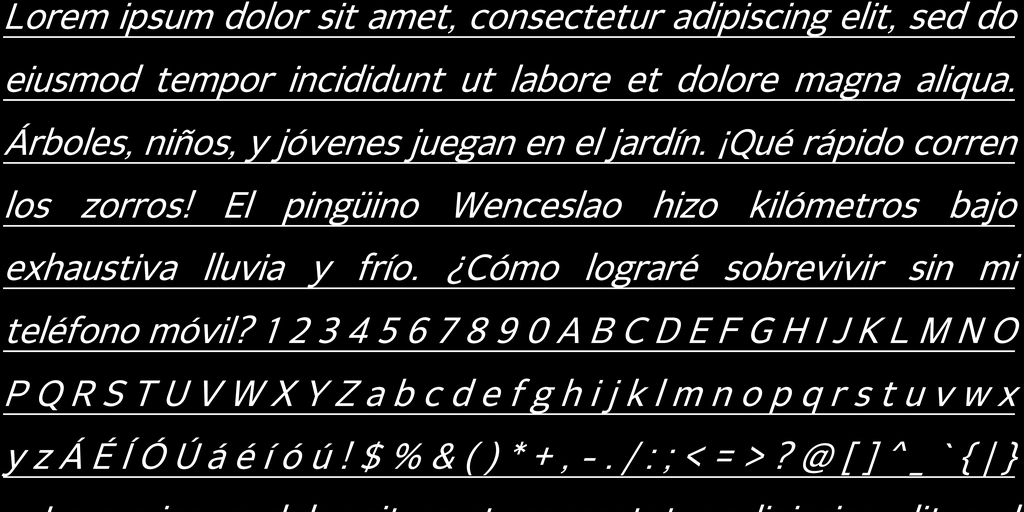 Lorem ipsum dolor sit amet, consectetur adipiscing elit, sed do
eiusmod tempor incididunt ut labore et dolore magna aliqua.
Árboles, niños, y jóvenes juegan en el jardín. ¡Qué rápido corren
los zorros! El pingüino Wenceslao hizo kilómetros bajo
exhaustiva lluvia y frío. ¿Cómo lograré sobrevivir sin mi
teléfono móvil? 1 2 3 4 5 6 7 8 9 0 A B C D E F G H I J K L M N O
P Q R S T U V W X Y Z a b c d e f g h i j k l m n o p q r s t u v w x
y z Á É Í Ó Ú á é í ó ú ! $ % & ( ) * + , - . / : ; < = > ? @ [ ] ^ _ ` { | }